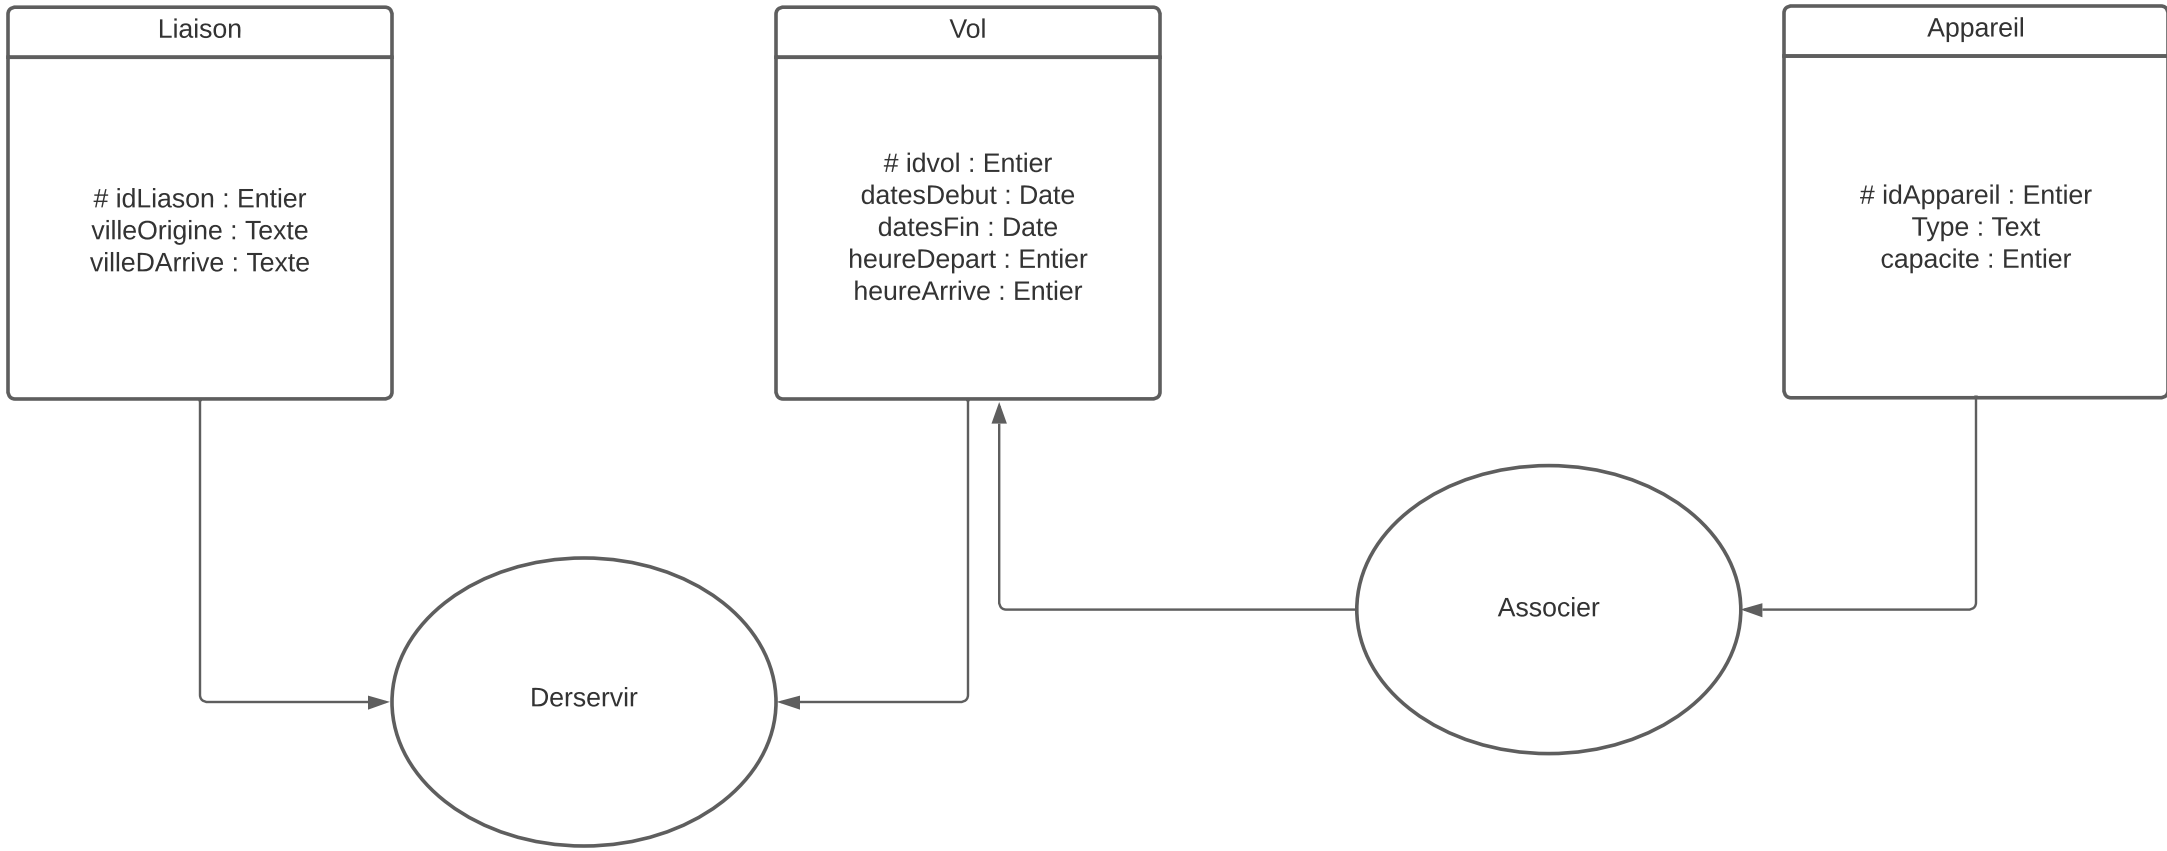 Liaison
# idLiason : Entier
villeOrigine : Texte
villeDArrive : Texte
Vol
# idvol : Entier
datesDebut : Date
datesFin : Date
heureDepart : Entier
heureArrive : Entier
Appareil
# idAppareil : Entier
Type : Text
capacite : Entier
Derservir
Associer